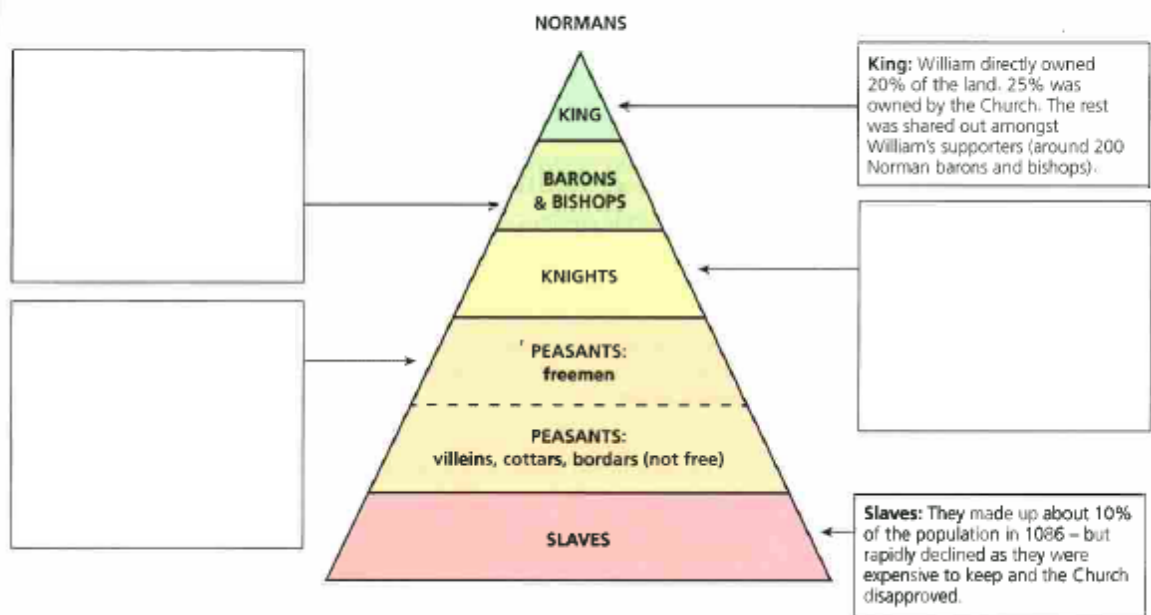 NORMANS
King: William directly owned
20% of the land. 25% was
owned by the Church. The rest
was shared out amongst
William's supporters (around 200
Norman barons and bishops).
KING
BARONS
& BISHOPS
KNIGHTS
PEASANTS:
freemen
PEASANTS:
villeins, cottars, bordars (not free)
SLAVES
Slaves: They made up about 10%
of the population in 1086 – but
rapidly declined as they were
expensive to keep and the Church
disapproved.